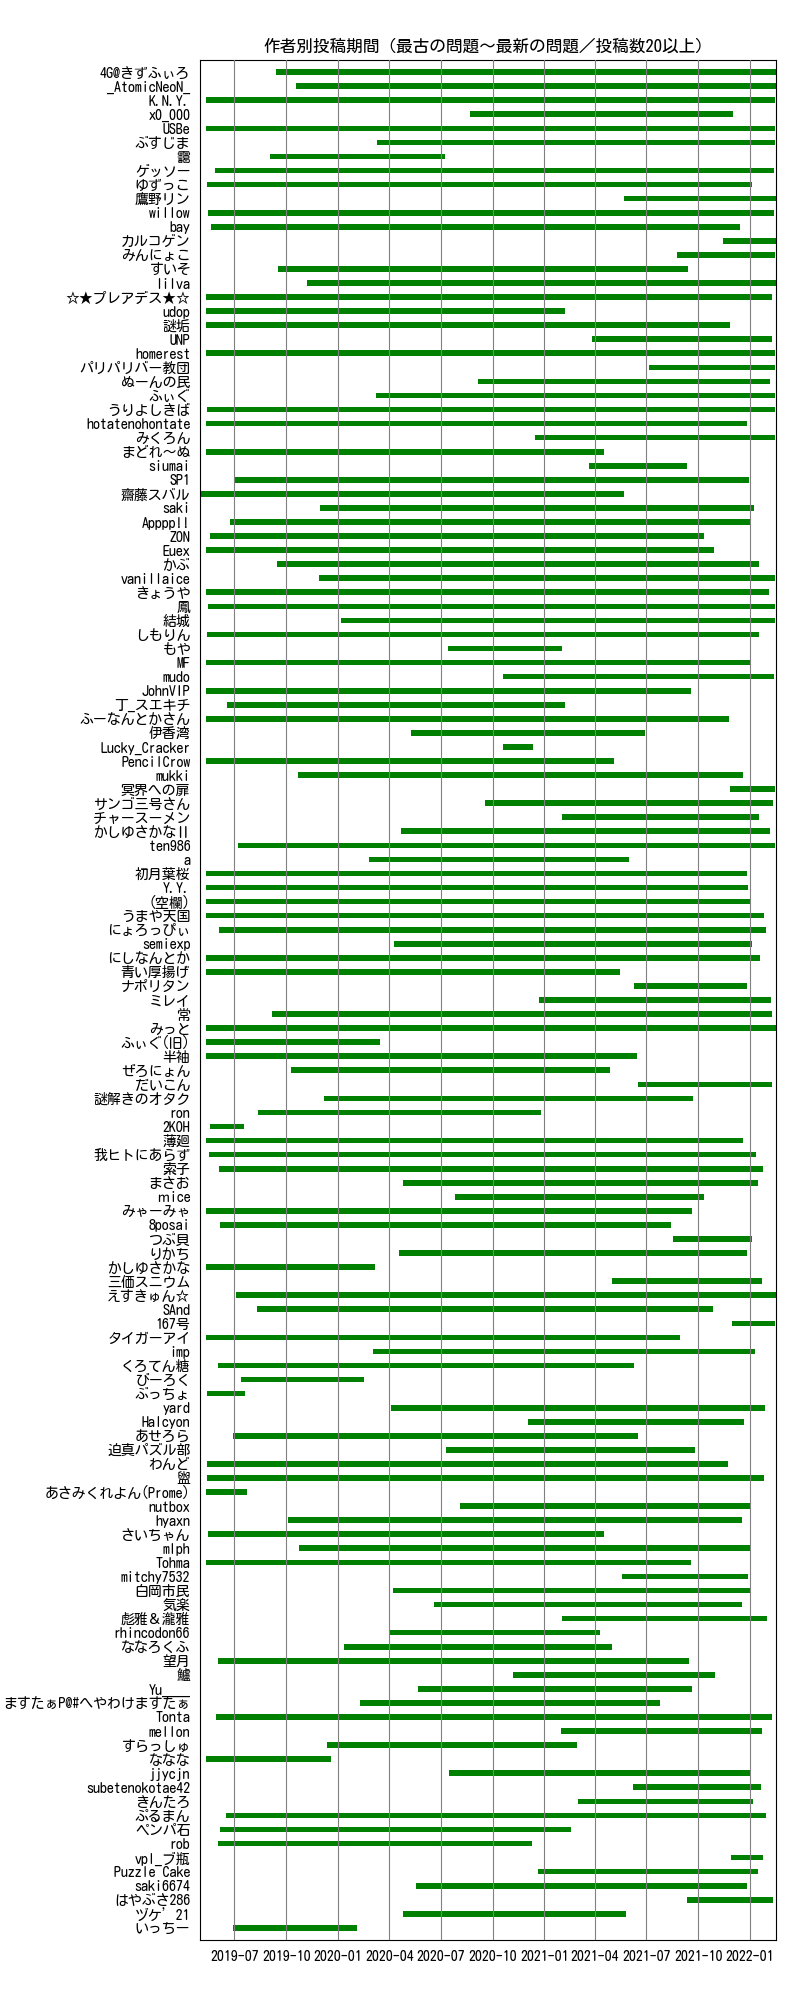 作者別投稿期間（最古の問題～最新の問題／投稿数20以上）
4G@きずふぃろ
_AtomicNeoN_
K.N.Y.
x0_000
USBe
ぶすじま
ゲッソー
ゆずっこ
鷹野リン
willow
bay
カルコゲン
みんにょこ
すいそ
lilva
☆★プレアデス★☆
udop
謎垢
UNP
homerest
パリパリバー教団
ぬーんの民
ふぃぐ
うりよしきば
hotatenohontate
みくろん
まどれ～ぬ
siumai
SP1
齋藤スバル
saki
Appppll
ZON
Euex
かぶ
vanillaice
きょうや
鳳
結城
しもりん
もや
MF
mudo
JohnVIP
丁_スエキチ
ふーなんとかさん
伊香湾
Lucky_Cracker
PencilCrow
mukki
冥界への扉
サンゴ三号さん
チャースーメン
かしゆさかなⅡ
ten986
a
初月葉桜
Y.Y.
(空欄)
うまや天国
にょろっぴぃ
semiexp
にしなんとか
青い厚揚げ
ナポリタン
ミレイ
常
みっと
ふぃぐ(旧)
半袖
ぜろにょん
だいこん
謎解きのオタク
ron
2KOH
薄廻
我ヒトにあらず
索子
まさお
mice
みゃーみゃ
8posai
つぶ貝
りかち
かしゆさかな
三価スニウム
えすきゅん☆
SAnd
167号
タイガーアイ
imp
くろてん糖
びーろく
ぶっちょ
yard
Halcyon
あせろら
迫真パズル部
わんど
盥
あさみくれよん(Prome)
nutbox
hyaxn
さいちゃん
mlph
Tohma
mitchy7532
白岡市民
気楽
彪雅＆瀧雅
rhincodon66
ななろくふ
望月
鱸
Yu____
ますたぁP@#へやわけますたぁ
Tonta
mellon
すらっしゅ
ななな
jjycjn
subetenokotae42
きんたろ
ぷるまん
ペンパ石
rob
vpl_ブ瓶
Puzzle Cake
saki6674
はやぶさ286
ヅケ’21
いっちー
2019-07 2019-10 2020-01 2020-04 2020-07 2020-10 2021-01 2021-04 2021-07 2021-10 2022-01